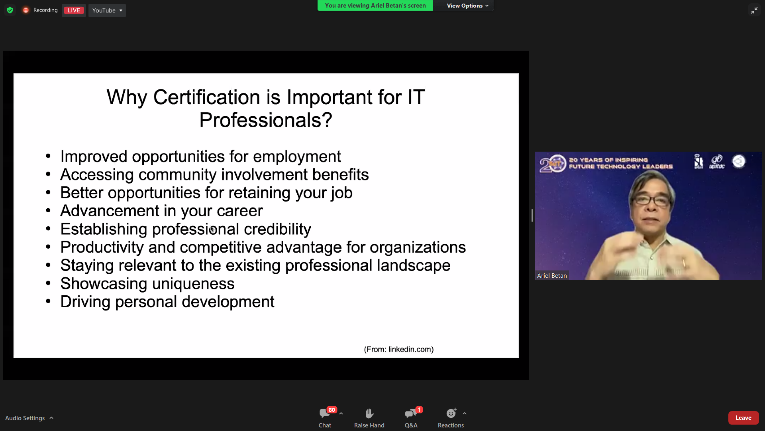 Recording
LIVE
YouTube
You are viewing Ariel Betan's screen
View Options
Why Certification is Important for IT
Professionals?
• Improved opportunities for employment
• Accessing community involvement benefits
• Better opportunities for retaining your job
• Advancement in your career
• Establishing professional credibility
• Productivity and competitive advantage for organizations
• Staying relevant to the existing professional landscape
• Showcasing uniqueness
• Driving personal development
(From: linkedin.com)
20 YEARS OF INSPIRING
FUTURE TECHNOLOGY LEADERS
Ariel Betan
Audio Settings
80
Chat
Raise Hand
1
Q&A
Reactions
Leave